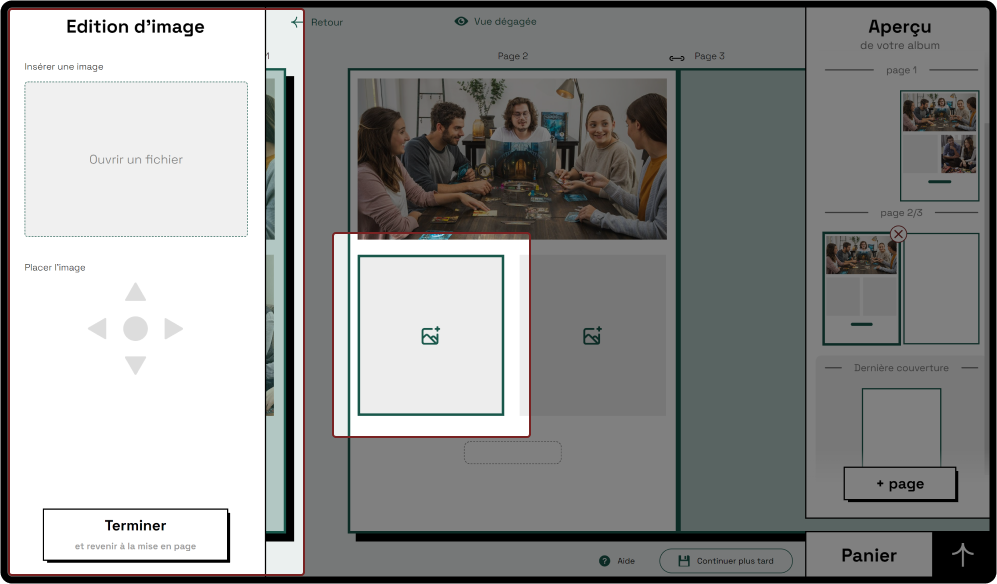 Edition d'image
Insérer une image
Ouvrir un fichier
Placer l'image
Terminer
et revenir à la mise en page
Retour
Vue dégagée
1
Page 2
Page 3
Aide
Continuer plus tard
Aperçu
de votre album
page 1
page 2/3
Dernière couverture
+ page
Panier